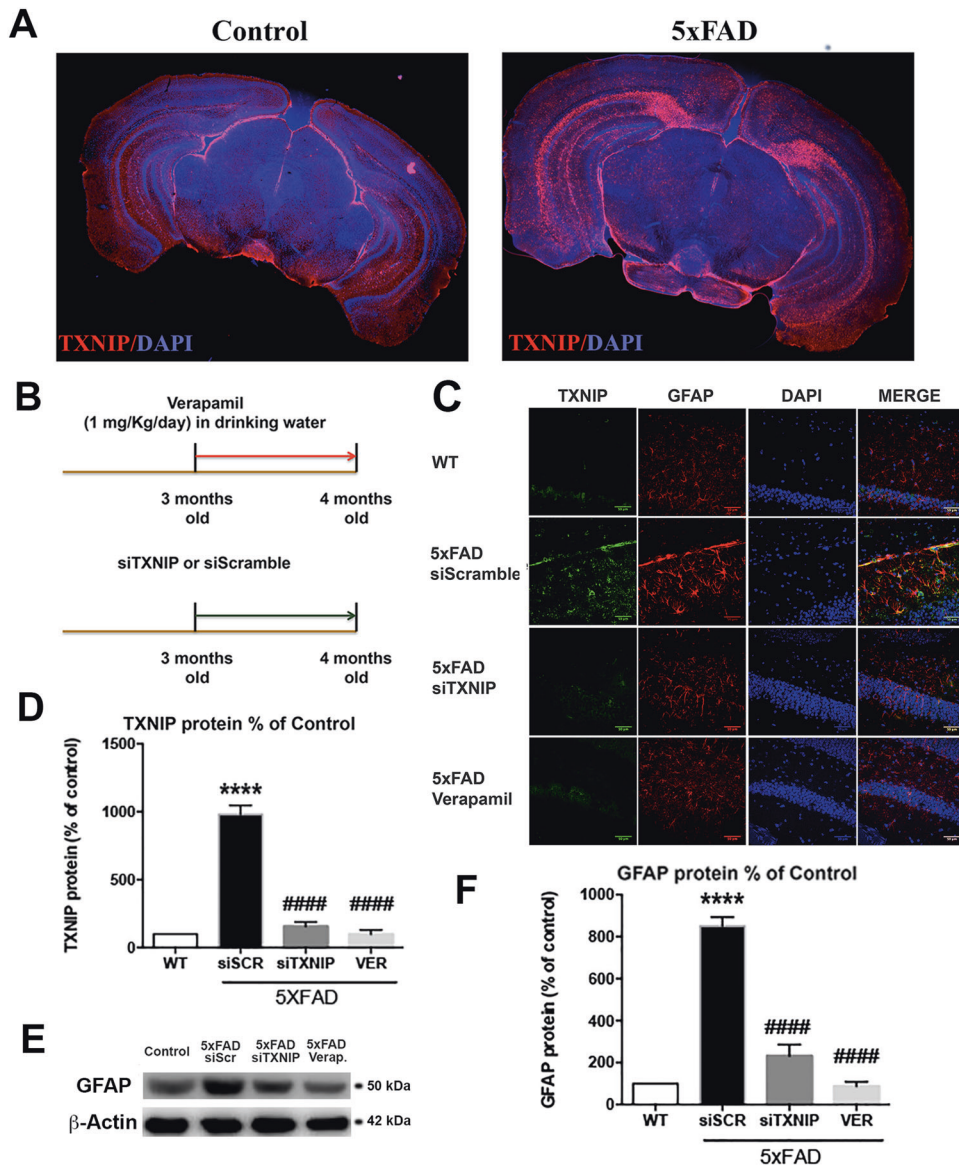 A
Control
5xFAD
TXNIP/DAPI
TXNIP/DAPI
B
Verapamil
(1 mg/Kg/day) in drinking water
3 months
old
4 months
old
siTXNIP or siScramble
3 months
old
4 months
old
C
TXNIP
GFAP
DAPI
MERGE
WT
5xFAD
siScramble
5xFAD
siTXNIP
5xFAD
Verapamil
D
TXNIP protein % of Control
TXNIP protein (% of control)
1500
1000
500
0
****
####
####
WT
siSCR
siTXNIP
VER
5XFAD
E
Control
5xFAD
siScr
5xFAD
siTXNIP
5xFAD
Verap.
GFAP
50 kDa
β-Actin
42 kDa
F
GFAP protein % of Control
GFAP protein (% of control)
1000
800
600
400
200
0
****
####
####
WT
siSCR
siTXNIP
VER
5xFAD